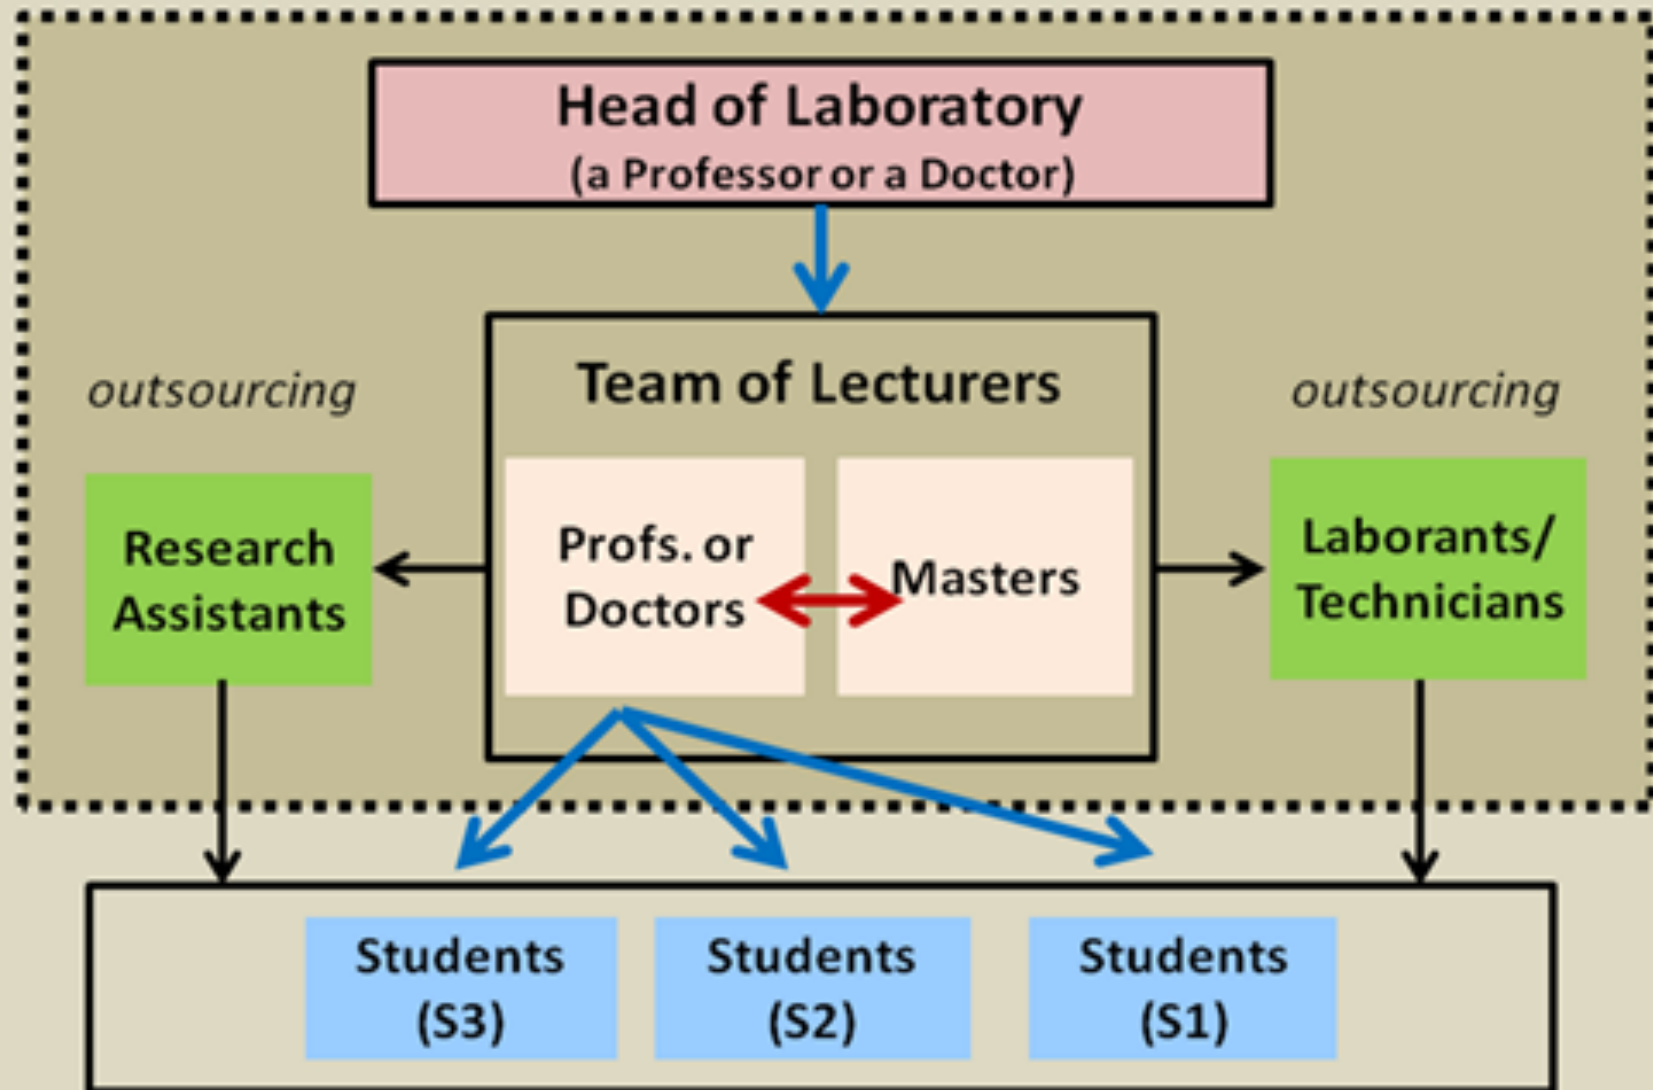 Head of Laboratory
(a Professor or a Doctor)
Team of Lecturers
outsourcing
outsourcing
Research
Assistants
Profs. or
Doctors
Masters
Laborants/
Technicians
Students
(S3)
Students
(S2)
Students
(S1)